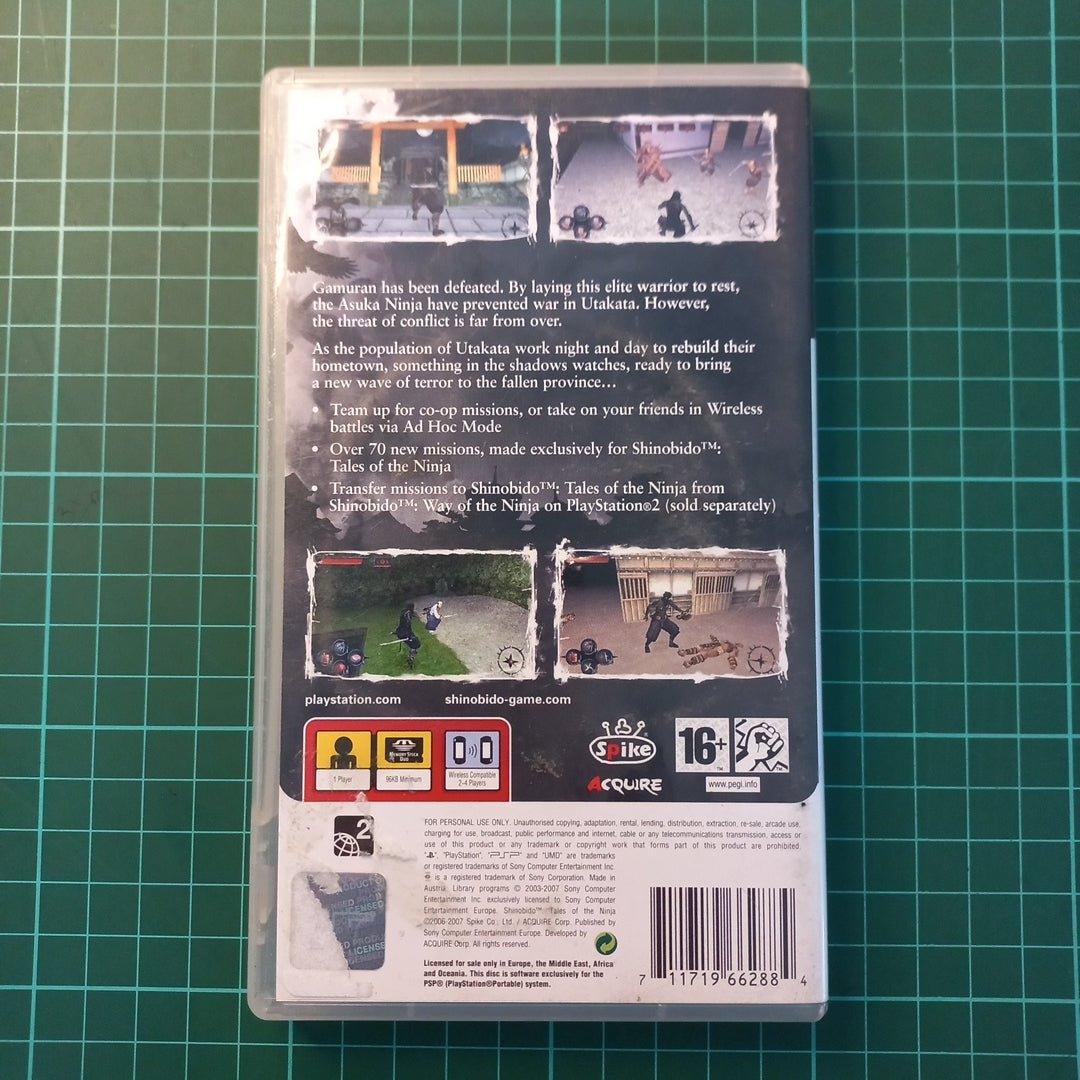 Gamuran has been defeated. By laying this elite warrior to rest,
the Asuka Ninja have prevented war in Utakata. However,
the threat of conflict is far from over.
As the population of Utakata work night and day to rebuild their
hometown, something in the shadows watches, ready to bring
a new wave of terror to the fallen province...
• Team up for co-op missions, or take on your friends in Wireless
battles via Ad Hoc Mode
• Over 70 new missions, made exclusively for Shinobido™:
Tales of the Ninja
• Transfer missions to Shinobido™: Tales of the Ninja from
Shinobido™: Way of the Ninja on PlayStation®2 (sold separately)
playstation.com shinobido-game.com
1 Player
MEMORY STICK DUO
96KB Minimum
Wireless Compatible
2-4 Players
Spike
ACQUIRE
16+ ™
www.pegi.info
2
FOR PERSONAL USE ONLY. Unauthorised copying, adaptation, rental, lending, distribution, extraction, re-sale, arcade use,
charging for use, broadcast, public performance and internet, cable or any telecommunications transmission, access or
use of this product or any trademark or copyright work that forms part of this product are prohibited.
"PlayStation", "PSP" and "UMD" are trademarks
or registered trademarks of Sony Computer Entertainment Inc.
is a registered trademark of Sony Corporation. Made in
Austria. Library programs © 2003-2007 Sony Computer
Entertainment Inc. exclusively licensed to Sony Computer
Entertainment Europe. Shinobido™ Tales of the Ninja
©2006-2007 Spike Co., Ltd. / ACQUIRE Corp. Published by
Sony Computer Entertainment Europe. Developed by
ACQUIRE Corp. All rights reserved.
Licensed for sale only in Europe, the Middle East, Africa
and Oceania. This disc is software exclusively for the
PSP® (PlayStation®Portable) system.
7 11719 66288 4